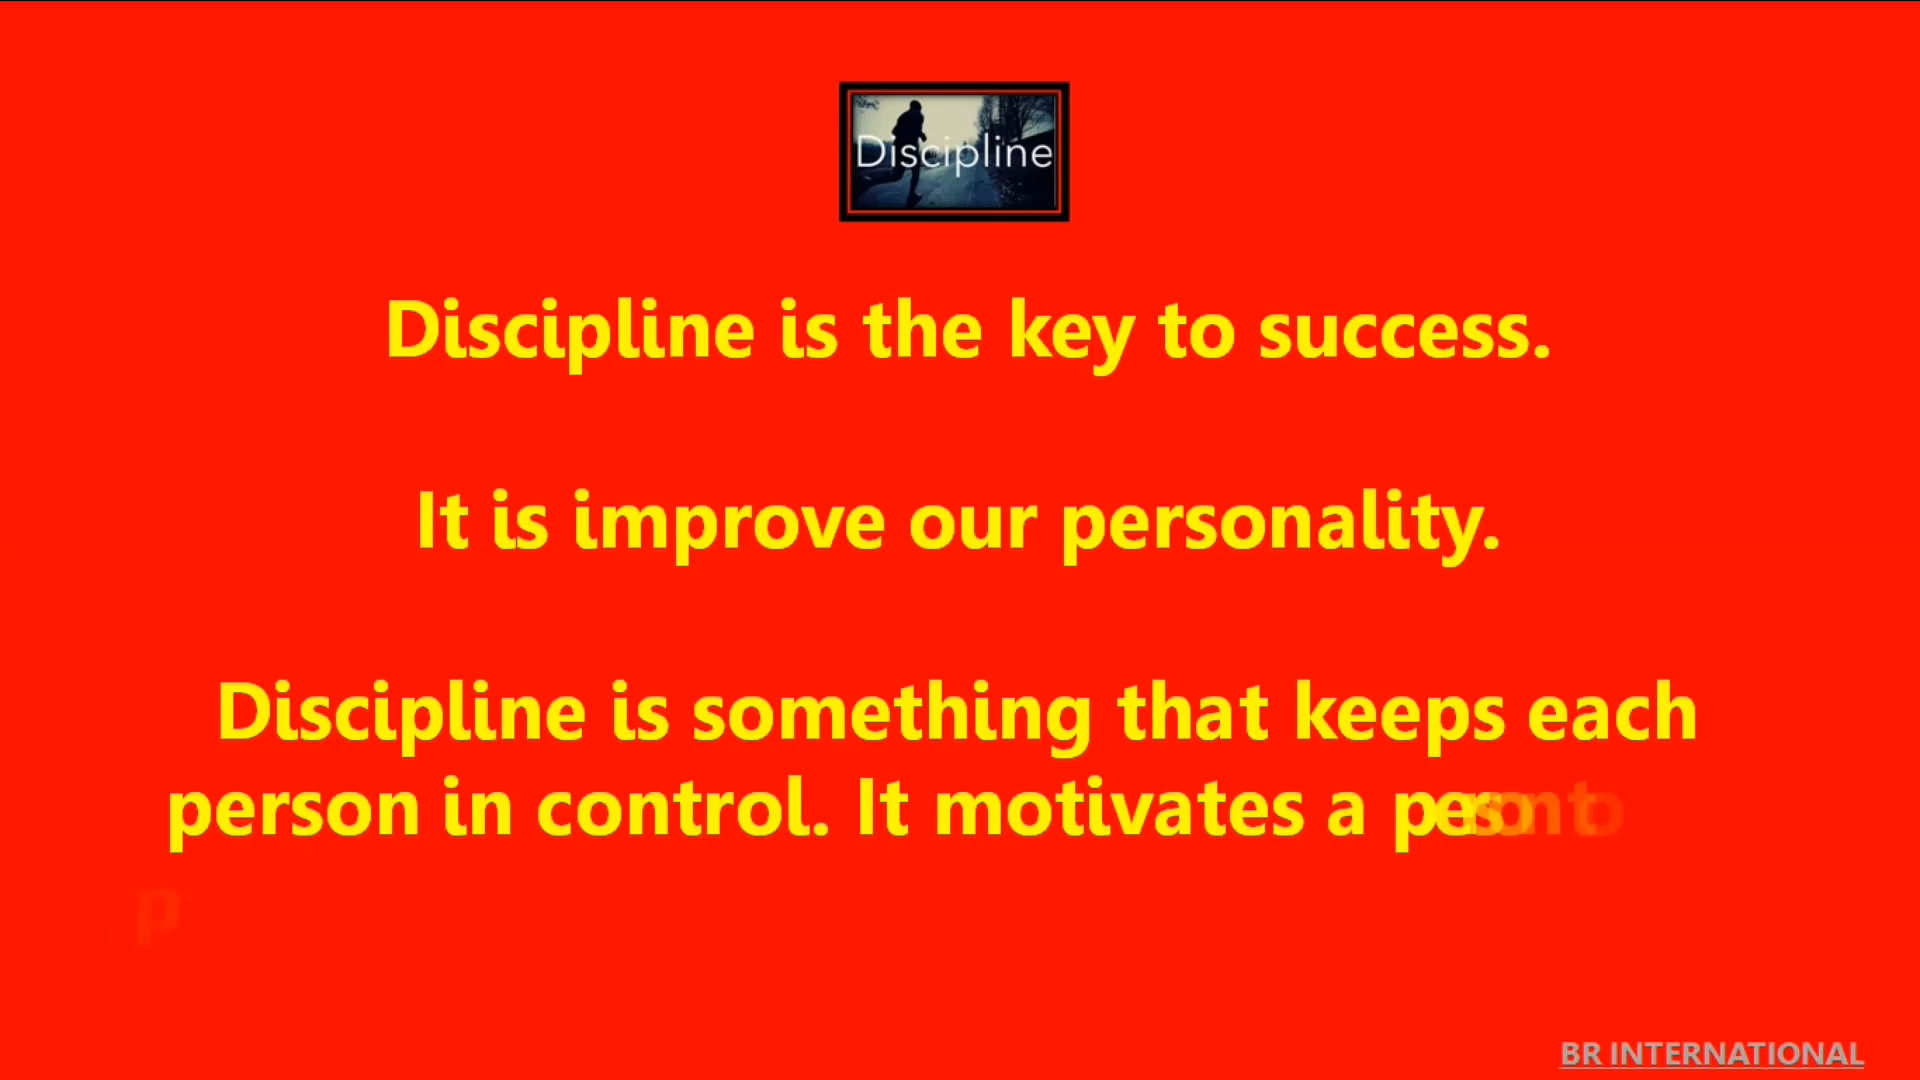 Discipline
Discipline is the key to success.
It is improve our personality.
Discipline is something that keeps each
person in control. It motivates a
BR INTERNATIONAL